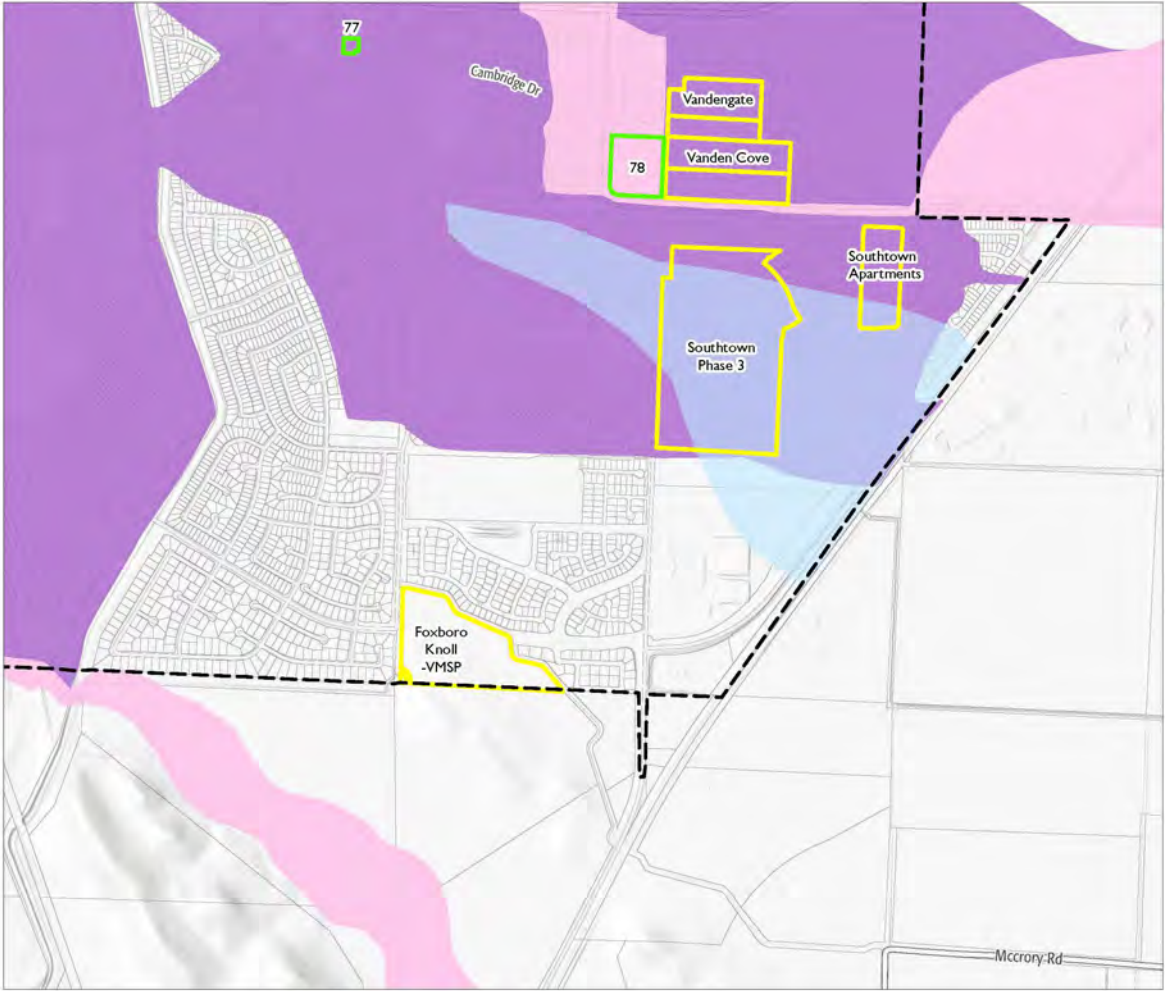 77
Cambridge Dr
Vandengate
Vanden Cove
78
Southtown
Apartments
Southtown
Phase 3
Foxboro
Knoll
-VMSP
Mccrory Rd